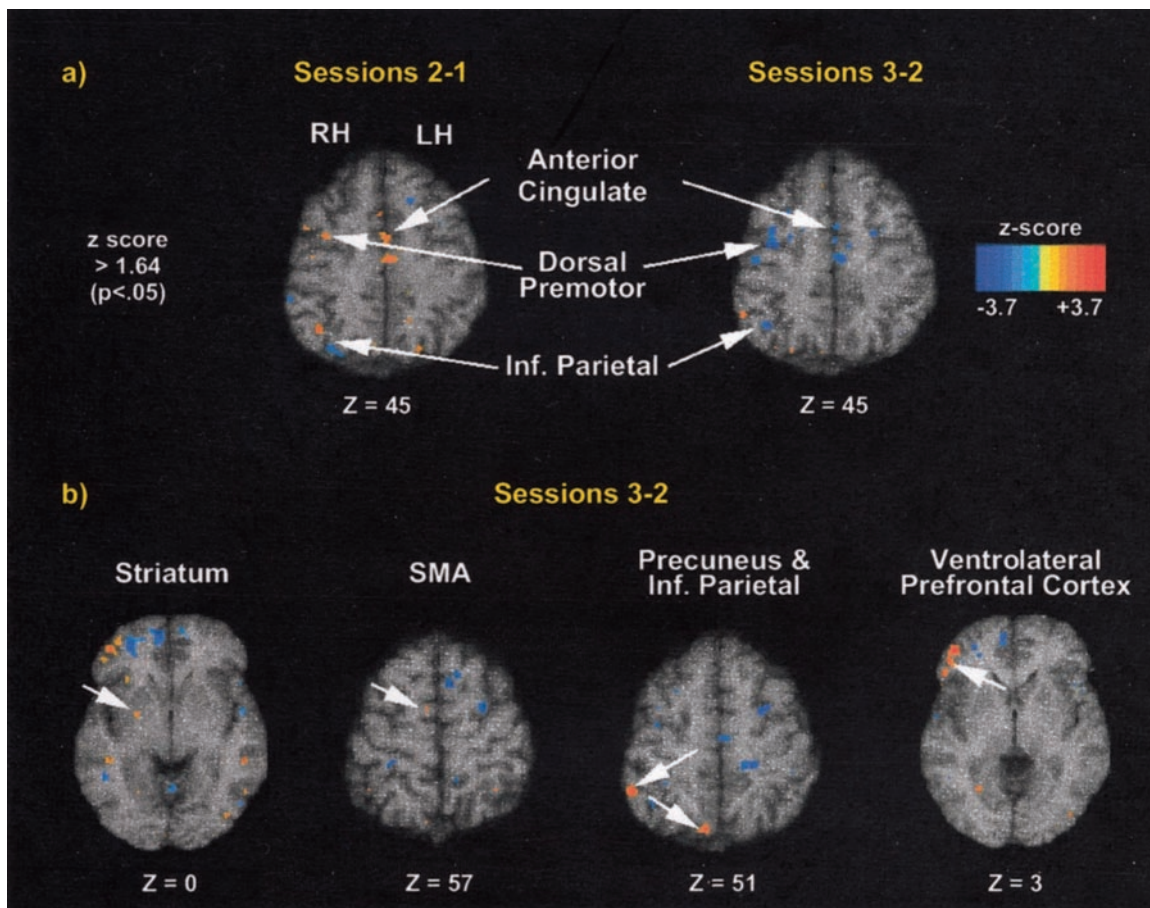 a)
Sessions 2-1
Sessions 3-2
RH
LH
Anterior
Cingulate
z score
> 1.64
(p<.05)
Dorsal
Premotor
z-score
-3.7
+3.7
Inf. Parietal
Z = 45
Z = 45
b)
Sessions 3-2
Striatum
SMA
Precuneus &
Inf. Parietal
Ventrolateral
Prefrontal Cortex
Z = 0
Z = 57
Z = 51
Z = 3